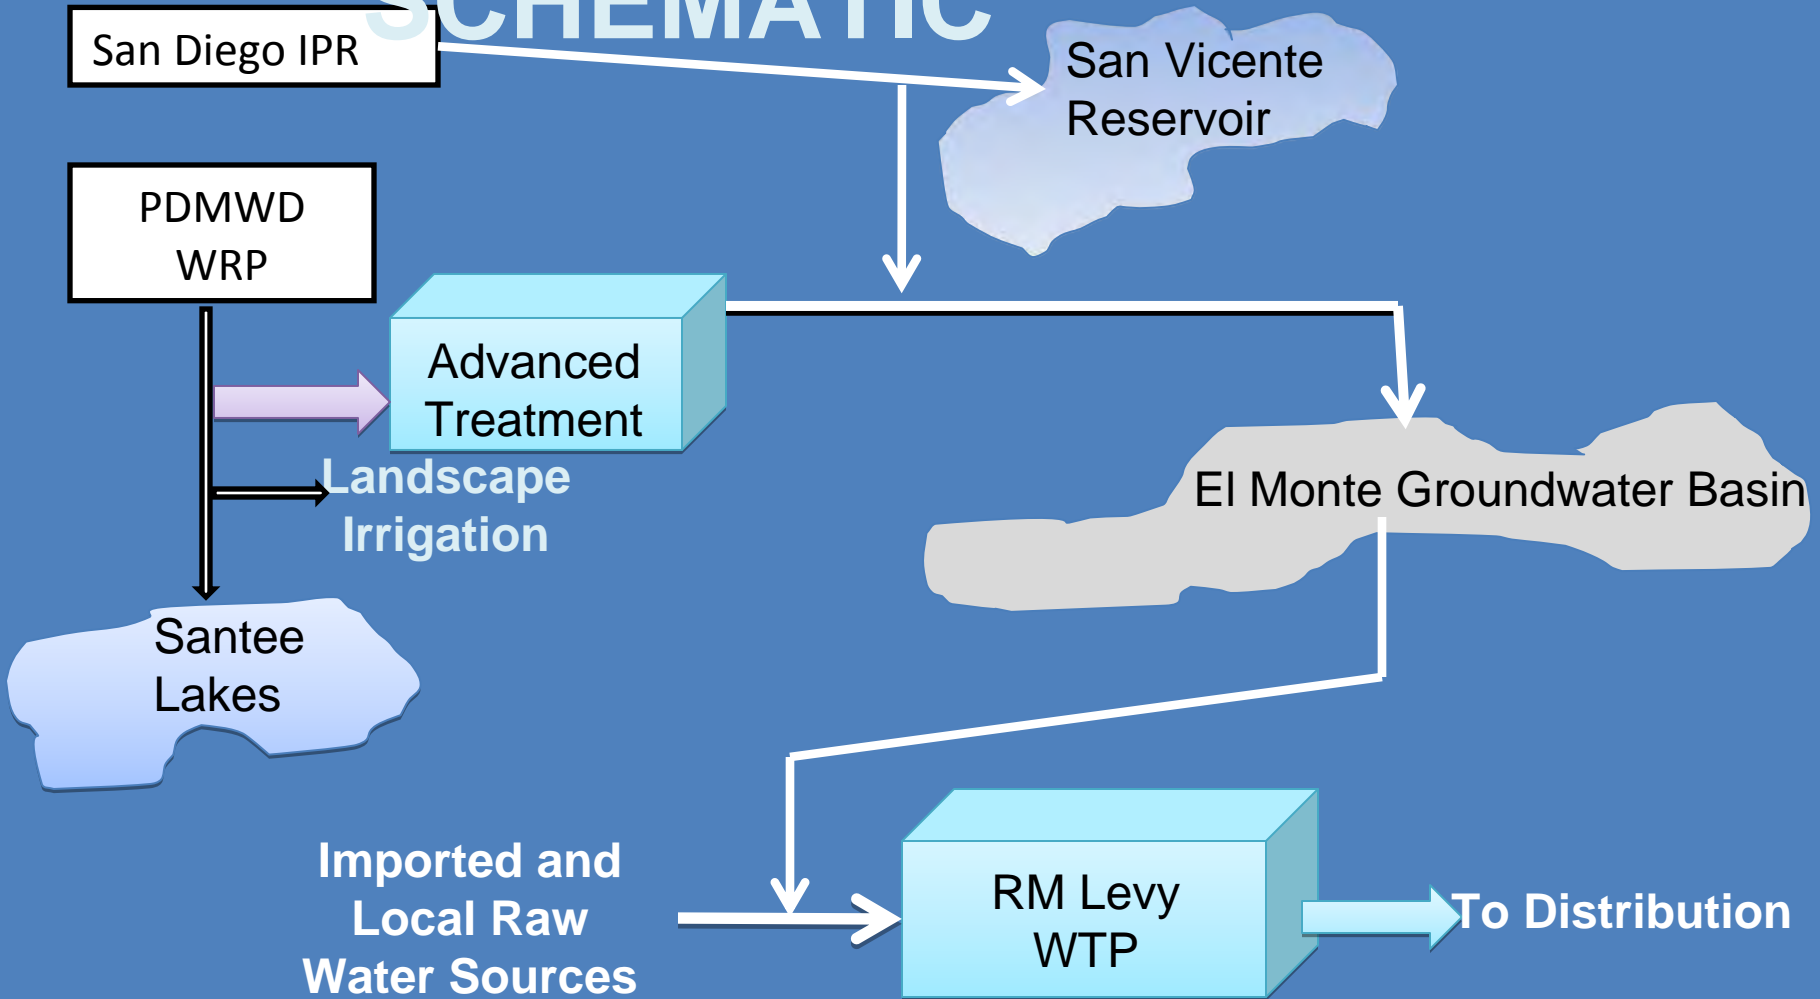 SCHEMATIC
San Diego IPR
San Vicente
Reservoir
PDMWD
WRP
Advanced
Treatment
Landscape
Irrigation
El Monte Groundwater Basin
Santee
Lakes
Imported and
Local Raw
Water Sources
RM Levy
WTP
To Distribution